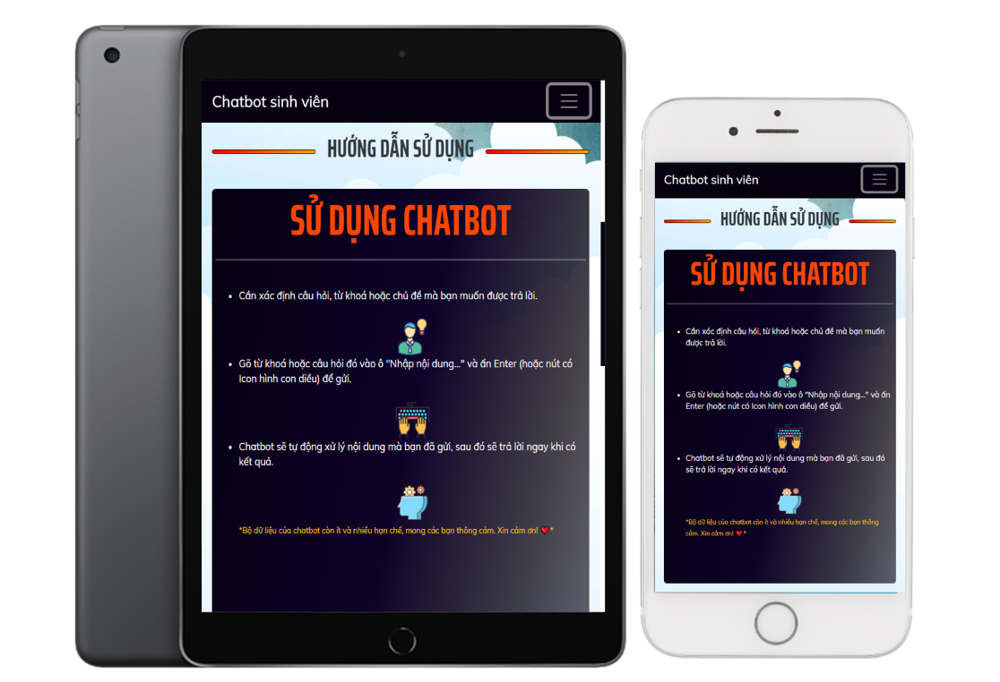 Chatbot sinh viên
HƯỚNG DẪN SỬ DỤNG
SỬ DỤNG CHATBOT
• Cần xác định câu hỏi, từ khoá hoặc chủ đề mà bạn muốn được trả lời.
• Gõ từ khoá hoặc câu hỏi đó vào ô "Nhập nội dung..." và ấn Enter (hoặc nút có
Icon hình con diều) để gửi.
• Chatbot sẽ tự động xử lý nội dung mà bạn đã gửi, sau đó sẽ trả lời ngay khi có
kết quả.
*Bộ dữ liệu của chatbot còn ít và nhiều hạn chế, mong các bạn thông cảm. Xin cảm ơn! ❤️*
Chatbot sinh viên
HƯỚNG DẪN SỬ DỤNG
SỬ DỤNG CHATBOT
• Cần xác định câu hỏi, từ khoá hoặc chủ đề mà bạn muốn
được trả lời.
• Gõ từ khoá hoặc câu hỏi đó vào ô "Nhập nội dung..." và ấn
Enter (hoặc nút có Icon hình con diều) để gửi.
• Chatbot sẽ tự động xử lý nội dung mà bạn đã gửi, sau đó
sẽ trả lời ngay khi có kết quả.
*Bộ dữ liệu của chatbot còn ít và nhiều hạn chế, mong các bạn thông
cảm. Xin cảm ơn! ❤️*